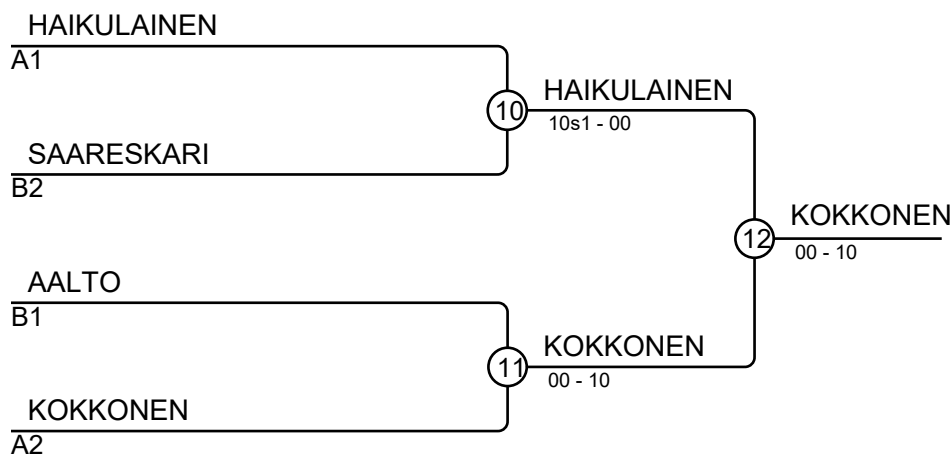 HAIKULAINEN
A1
10
HAIKULAINEN
10s1 - 00
SAARESKARI
B2
12
KOKKONEN
00 - 10
AALTO
B1
11
KOKKONEN
00 - 10
KOKKONEN
A2